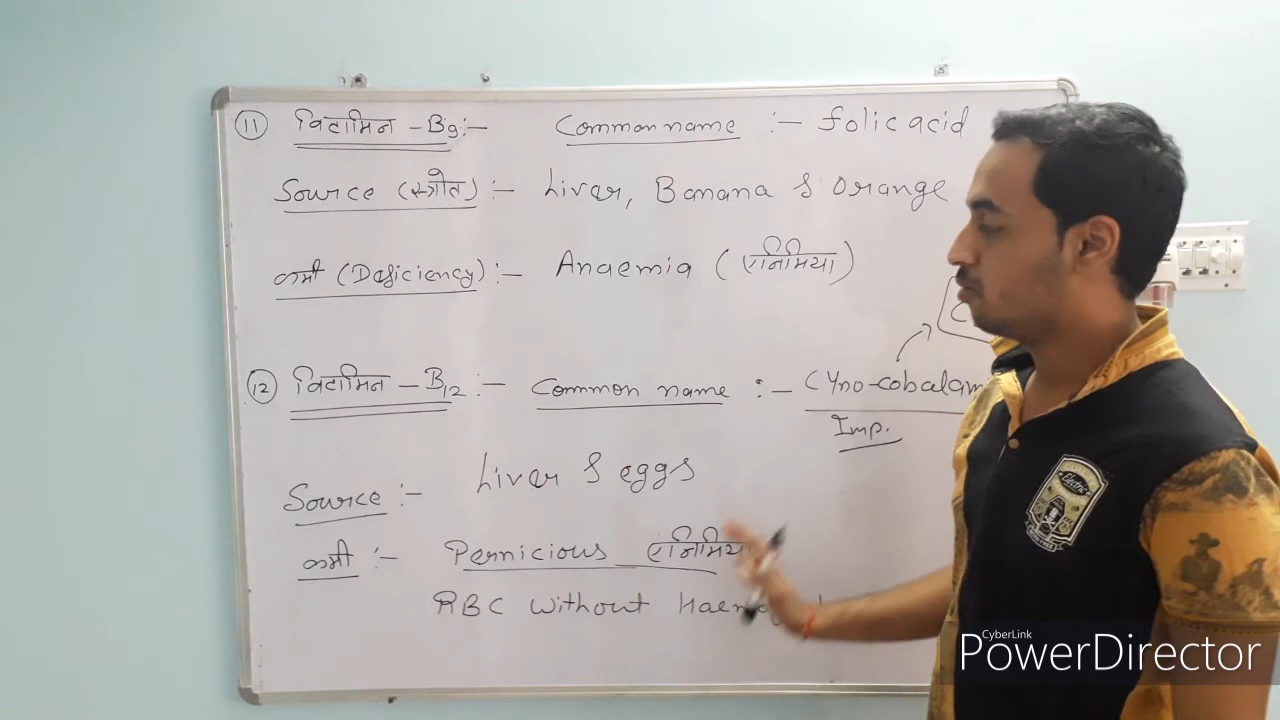 11 विटामिन - B9 :- Common name :- folic acid
Source (स्त्रोत) :- Liver, Banana & Orange
कमी (Deficiency) :- Anaemia (एनिमिया)
12 विटामिन - B12 :- Common name :- Cyno-cobalam
Imp.
Source :- Liver & eggs
कमी :- Pernicious एनिमिया
RBC without
Electric
CyberLink
PowerDirector